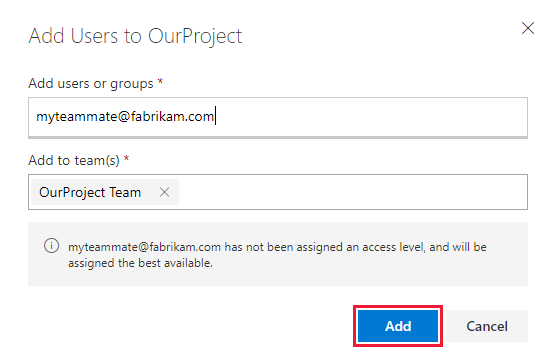 Add Users to OurProject
Add users or groups *
myteammate@fabrikam.com
Add to team(s) *
OurProject Team
myteammate@fabrikam.com has not been assigned an access level, and will be
assigned the best available.
Add
Cancel